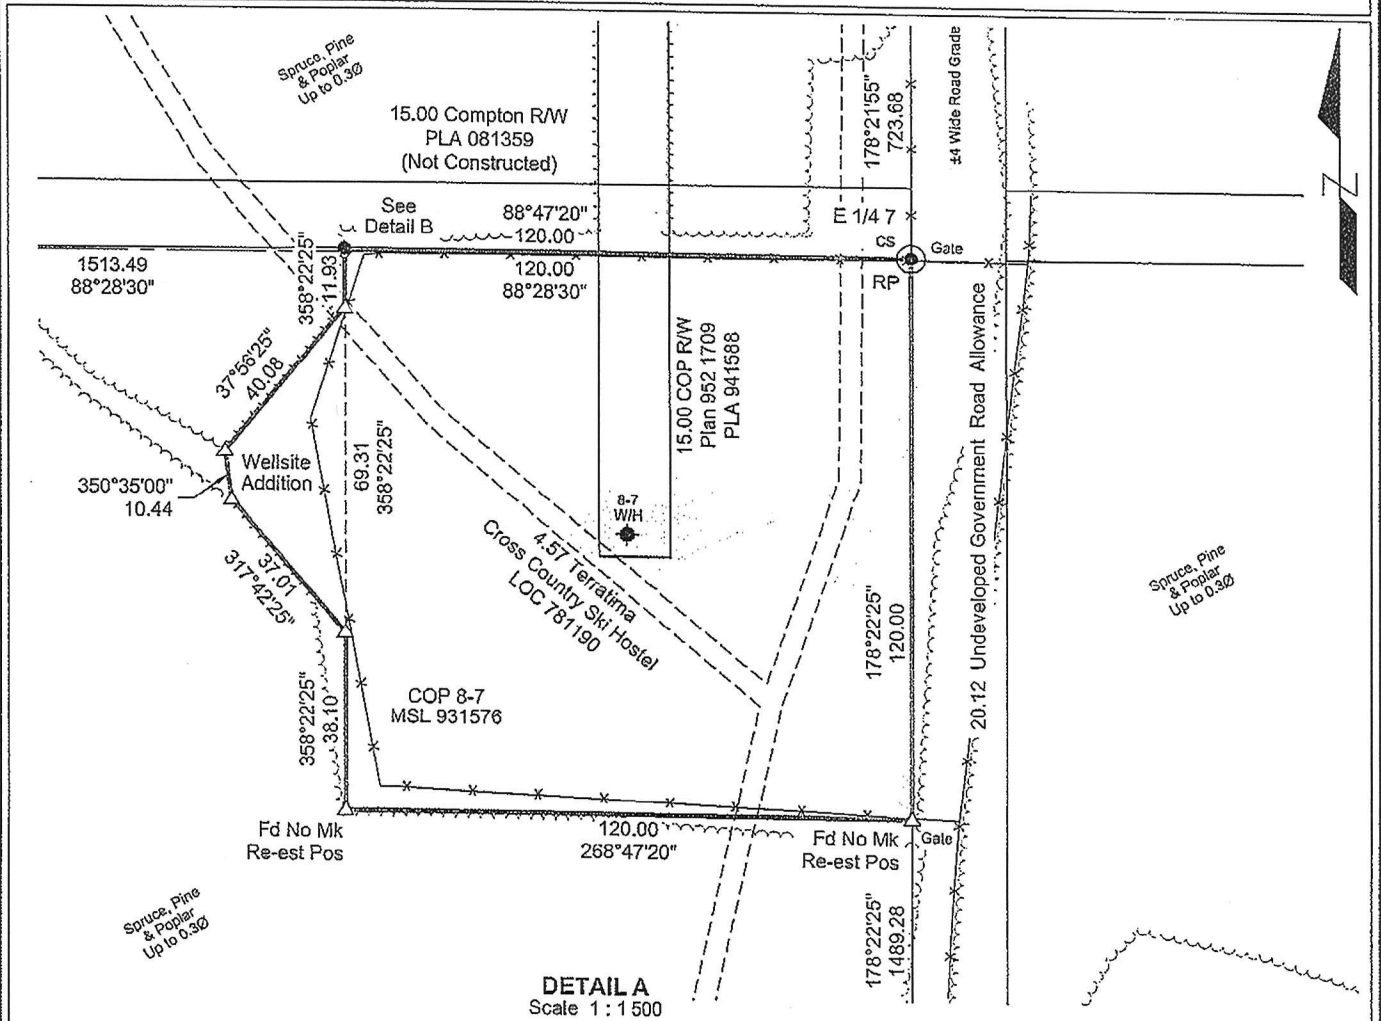 Spruce, Pine
& Poplar
Up to 0.3Ø
15.00 Compton R/W
PLA 081359
(Not Constructed)
178°21'55"
723.68
±4 Wide Road Grade
See
Detail B
88°47'20"
120.00
E 1/4 7
CS
Gate
RP
N
1513.49
88°28'30"
358°22'25"
11.93
120.00
88°28'30"
37°56'25"
40.08
15.00 COP R/W
Plan 952 1709
PLA 941588
20.12 Undeveloped Government Road Allowance
Wellsite
Addition
69.31
358°22'25"
350°35'00"
10.44
8-7
W/H
4.57 Terratima
Cross Country Ski Hostel
LOC 781190
37.01
317°42'25"
Spruce, Pine
& Poplar
Up to 0.3Ø
178°22'25"
120.00
358°22'25"
38.10
COP 8-7
MSL 931576
Fd No Mk
Re-est Pos
120.00
268°47'20"
Fd No Mk
Re-est Pos
Gate
Spruce, Pine
& Poplar
Up to 0.3Ø
178°22'25"
1489.28
DETAIL A
Scale 1 : 1500